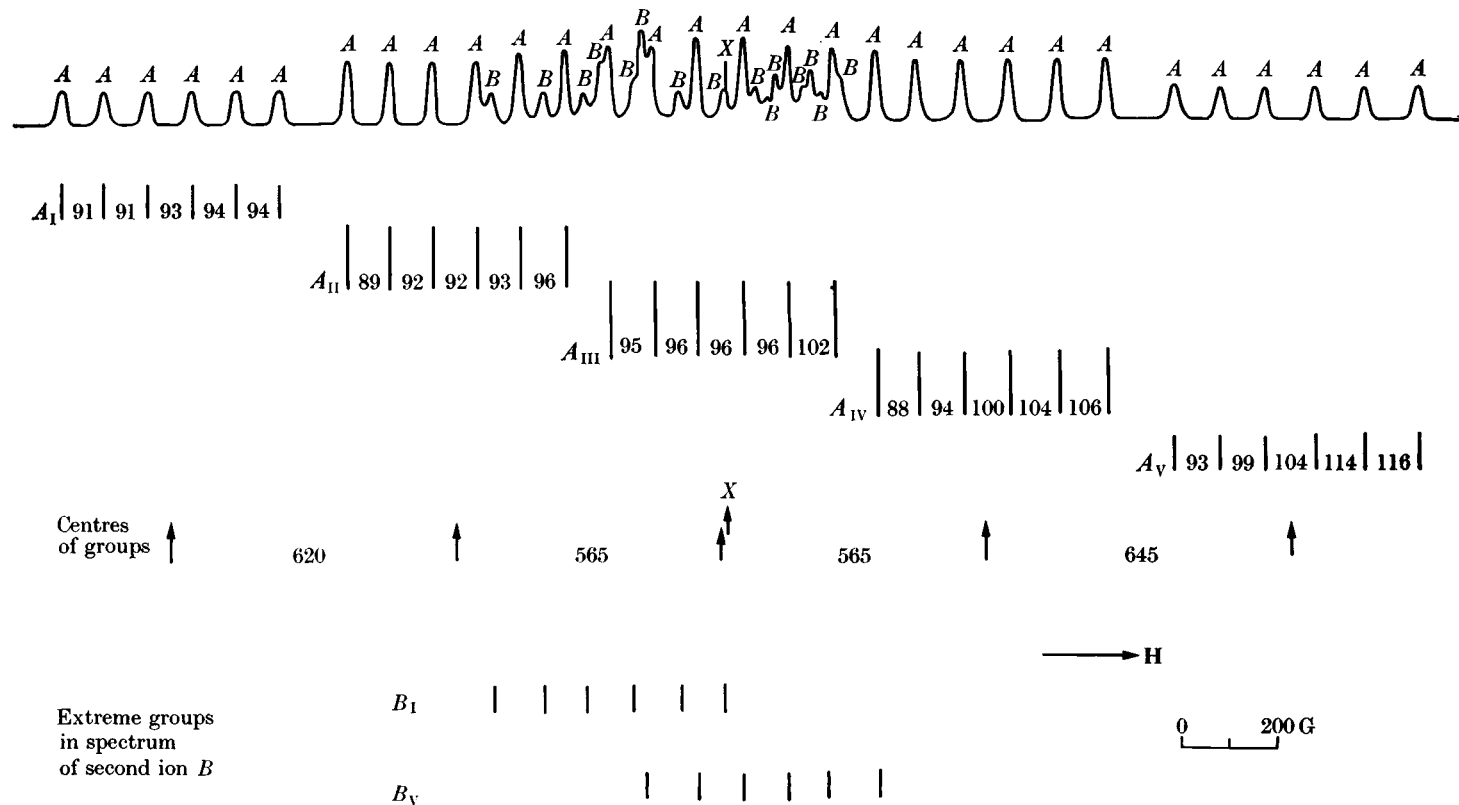 A A A A A A A A A A B A B A B B A B B A B A B X A B B B A B B B A B A A A A A A A A A A A A
A_I 91 91 93 94 94
A_II 89 92 92 93 96
A_III 95 96 96 96 102
A_IV 88 94 100 104 106
A_V 93 99 104 114 116
X
Centres
of groups 620 565 565 645
H
B_I
Extreme groups
in spectrum
of second ion B
0 200 G
B_V